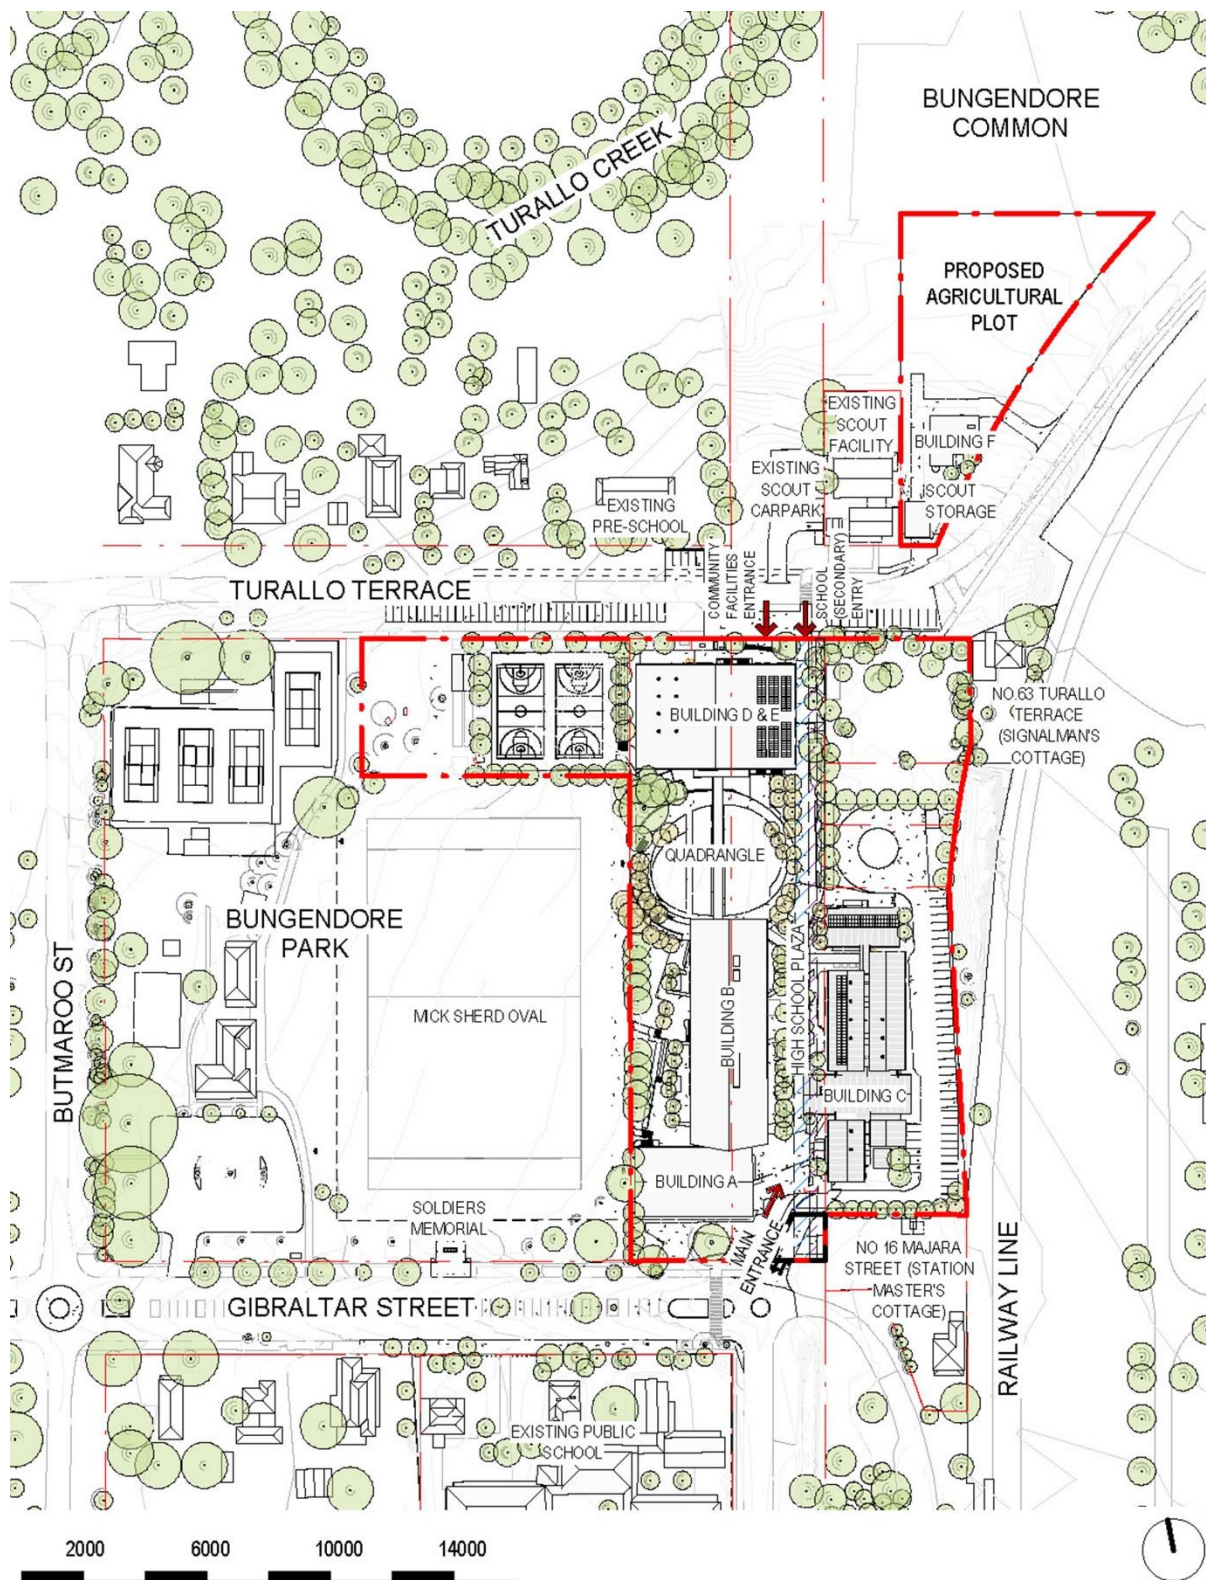 BUNGENDORE
COMMON
TURALLO CREEK
PROPOSED
AGRICULTURAL
PLOT
EXISTING
SCOUT
FACILITY
BUILDING F
EXISTING
SCOUT
CARPARK
SCOUT
STORAGE
EXISTING
PRE-SCHOOL
COMMUNITY
FACILITIES
ENTRANCE
SCHOOL
(SECONDARY)
ENTRY
E
TURALLO TERRACE
BUILDING D & E
NO.63 TURALLO
TERRACE
(SIGNALMAN'S
COTTAGE)
QUADRANGLE
BUNGENDORE
PARK
BUTMAROO ST
MICK SHERD OVAL
BUILDING B
HIGH SCHOOL PLAZA
BUILDING C
BUILDING A
SOLDIERS
MEMORIAL
MAIN
ENTRANCE
NO 16 MAJARA
STREET (STATION
MASTER'S
COTTAGE)
RAILWAY LINE
GIBRALTAR STREET
EXISTING PUBLIC
SCHOOL
2000 6000 10000 14000